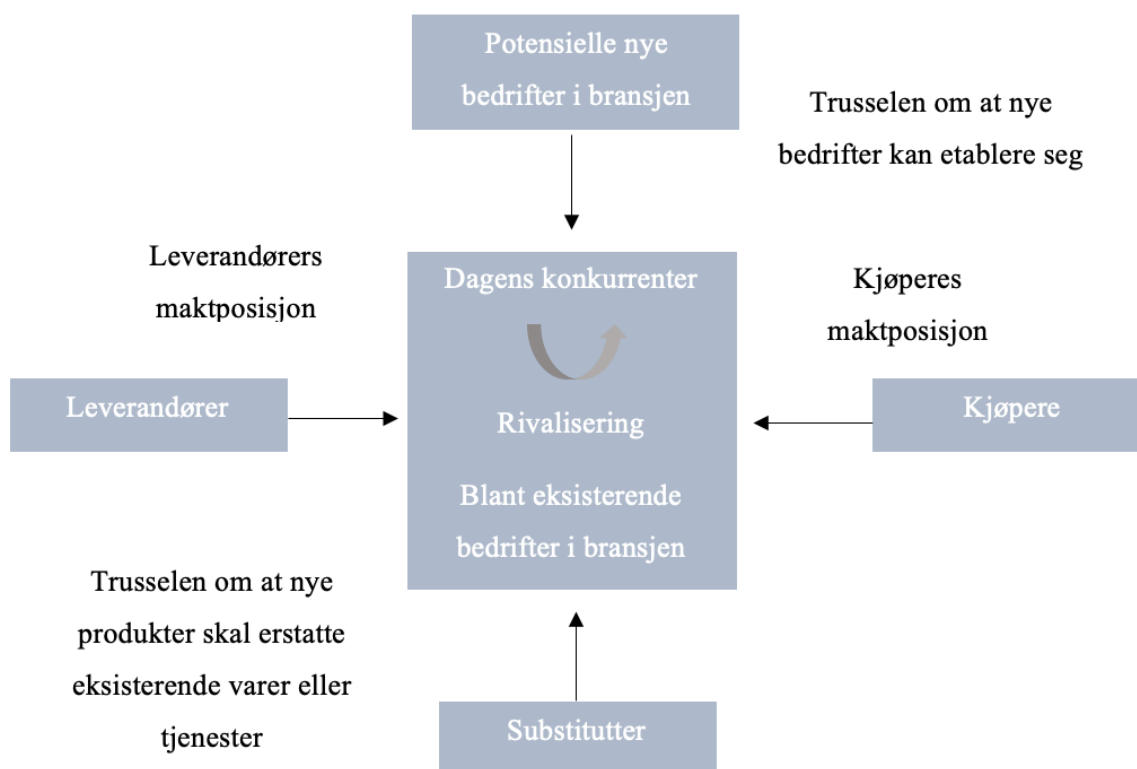 Potensielle nye
bedrifter i bransjen
Trusselen om at nye
bedrifter kan etablere seg
Leverandørers
maktposisjon
Dagens konkurrenter
Kjøperes
maktposisjon
Leverandører
Rivalisering
Kjøpere
Blant eksisterende
bedrifter i bransjen
Trusselen om at nye
produkter skal erstatte
eksisterende varer eller
tjenester
Substitutter